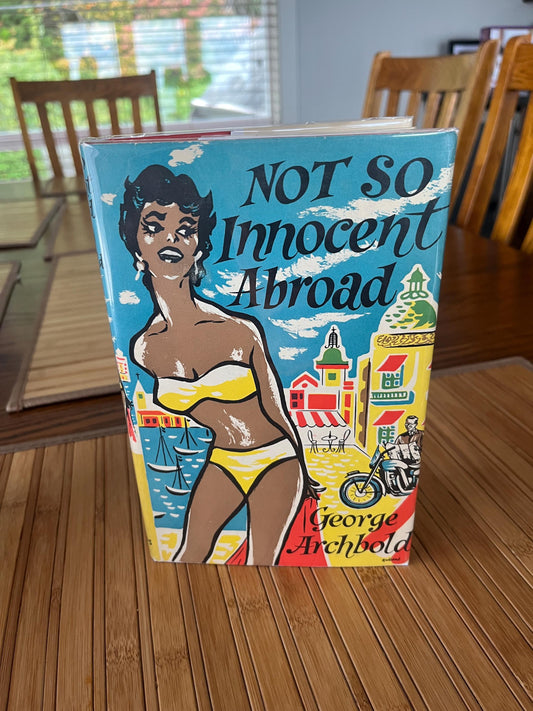 NOT SO
Innocent
Abroad
George
Archbold